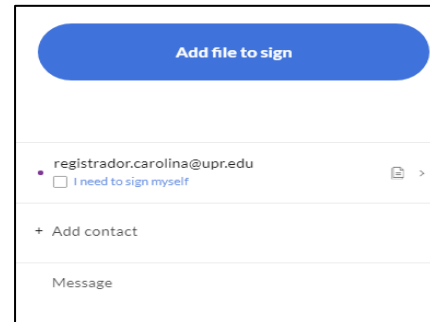 Add file to sign
registrador.carolina@upr.edu
I need to sign myself
+ Add contact
Message